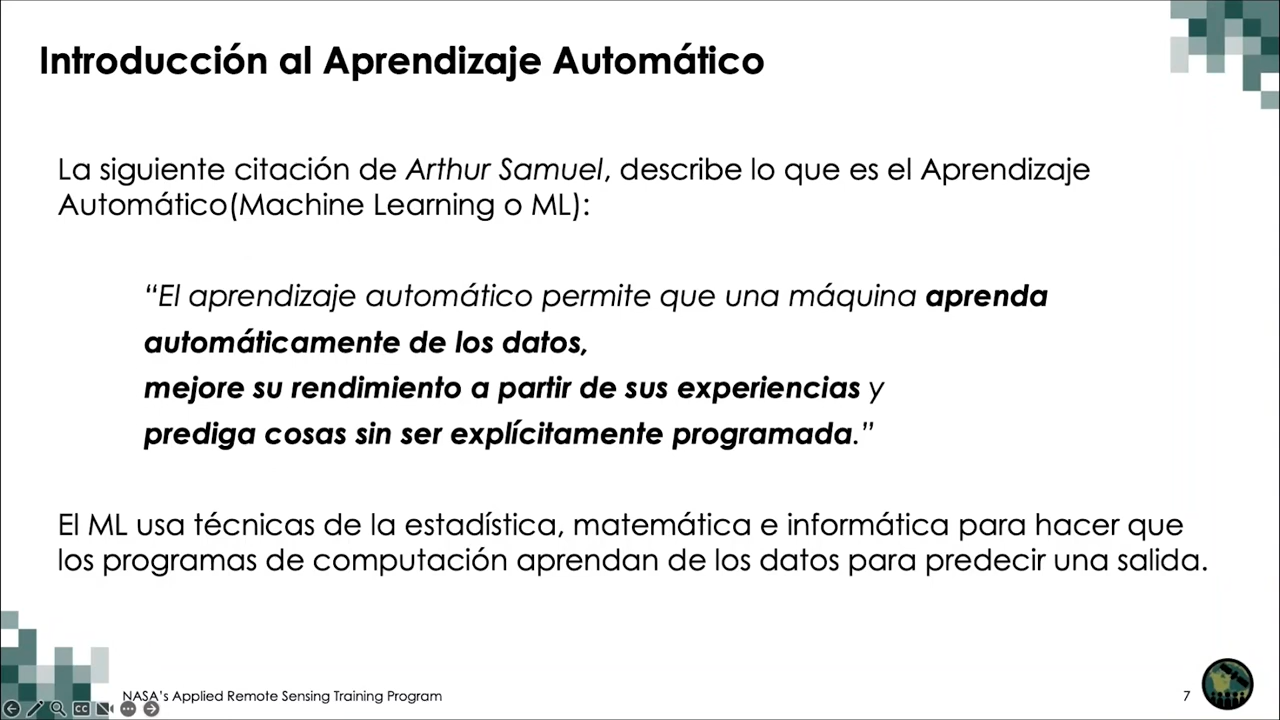 Introducción al Aprendizaje Automático
La siguiente citación de Arthur Samuel, describe lo que es el Aprendizaje
Automático(Machine Learning o ML):
“El aprendizaje automático permite que una máquina aprenda
automáticamente de los datos,
mejore su rendimiento a partir de sus experiencias y
prediga cosas sin ser explícitamente programada.”
El ML usa técnicas de la estadística, matemática e informática para hacer que
los programas de computación aprendan de los datos para predecir una salida.
NASA’s Applied Remote Sensing Training Program
7
CC